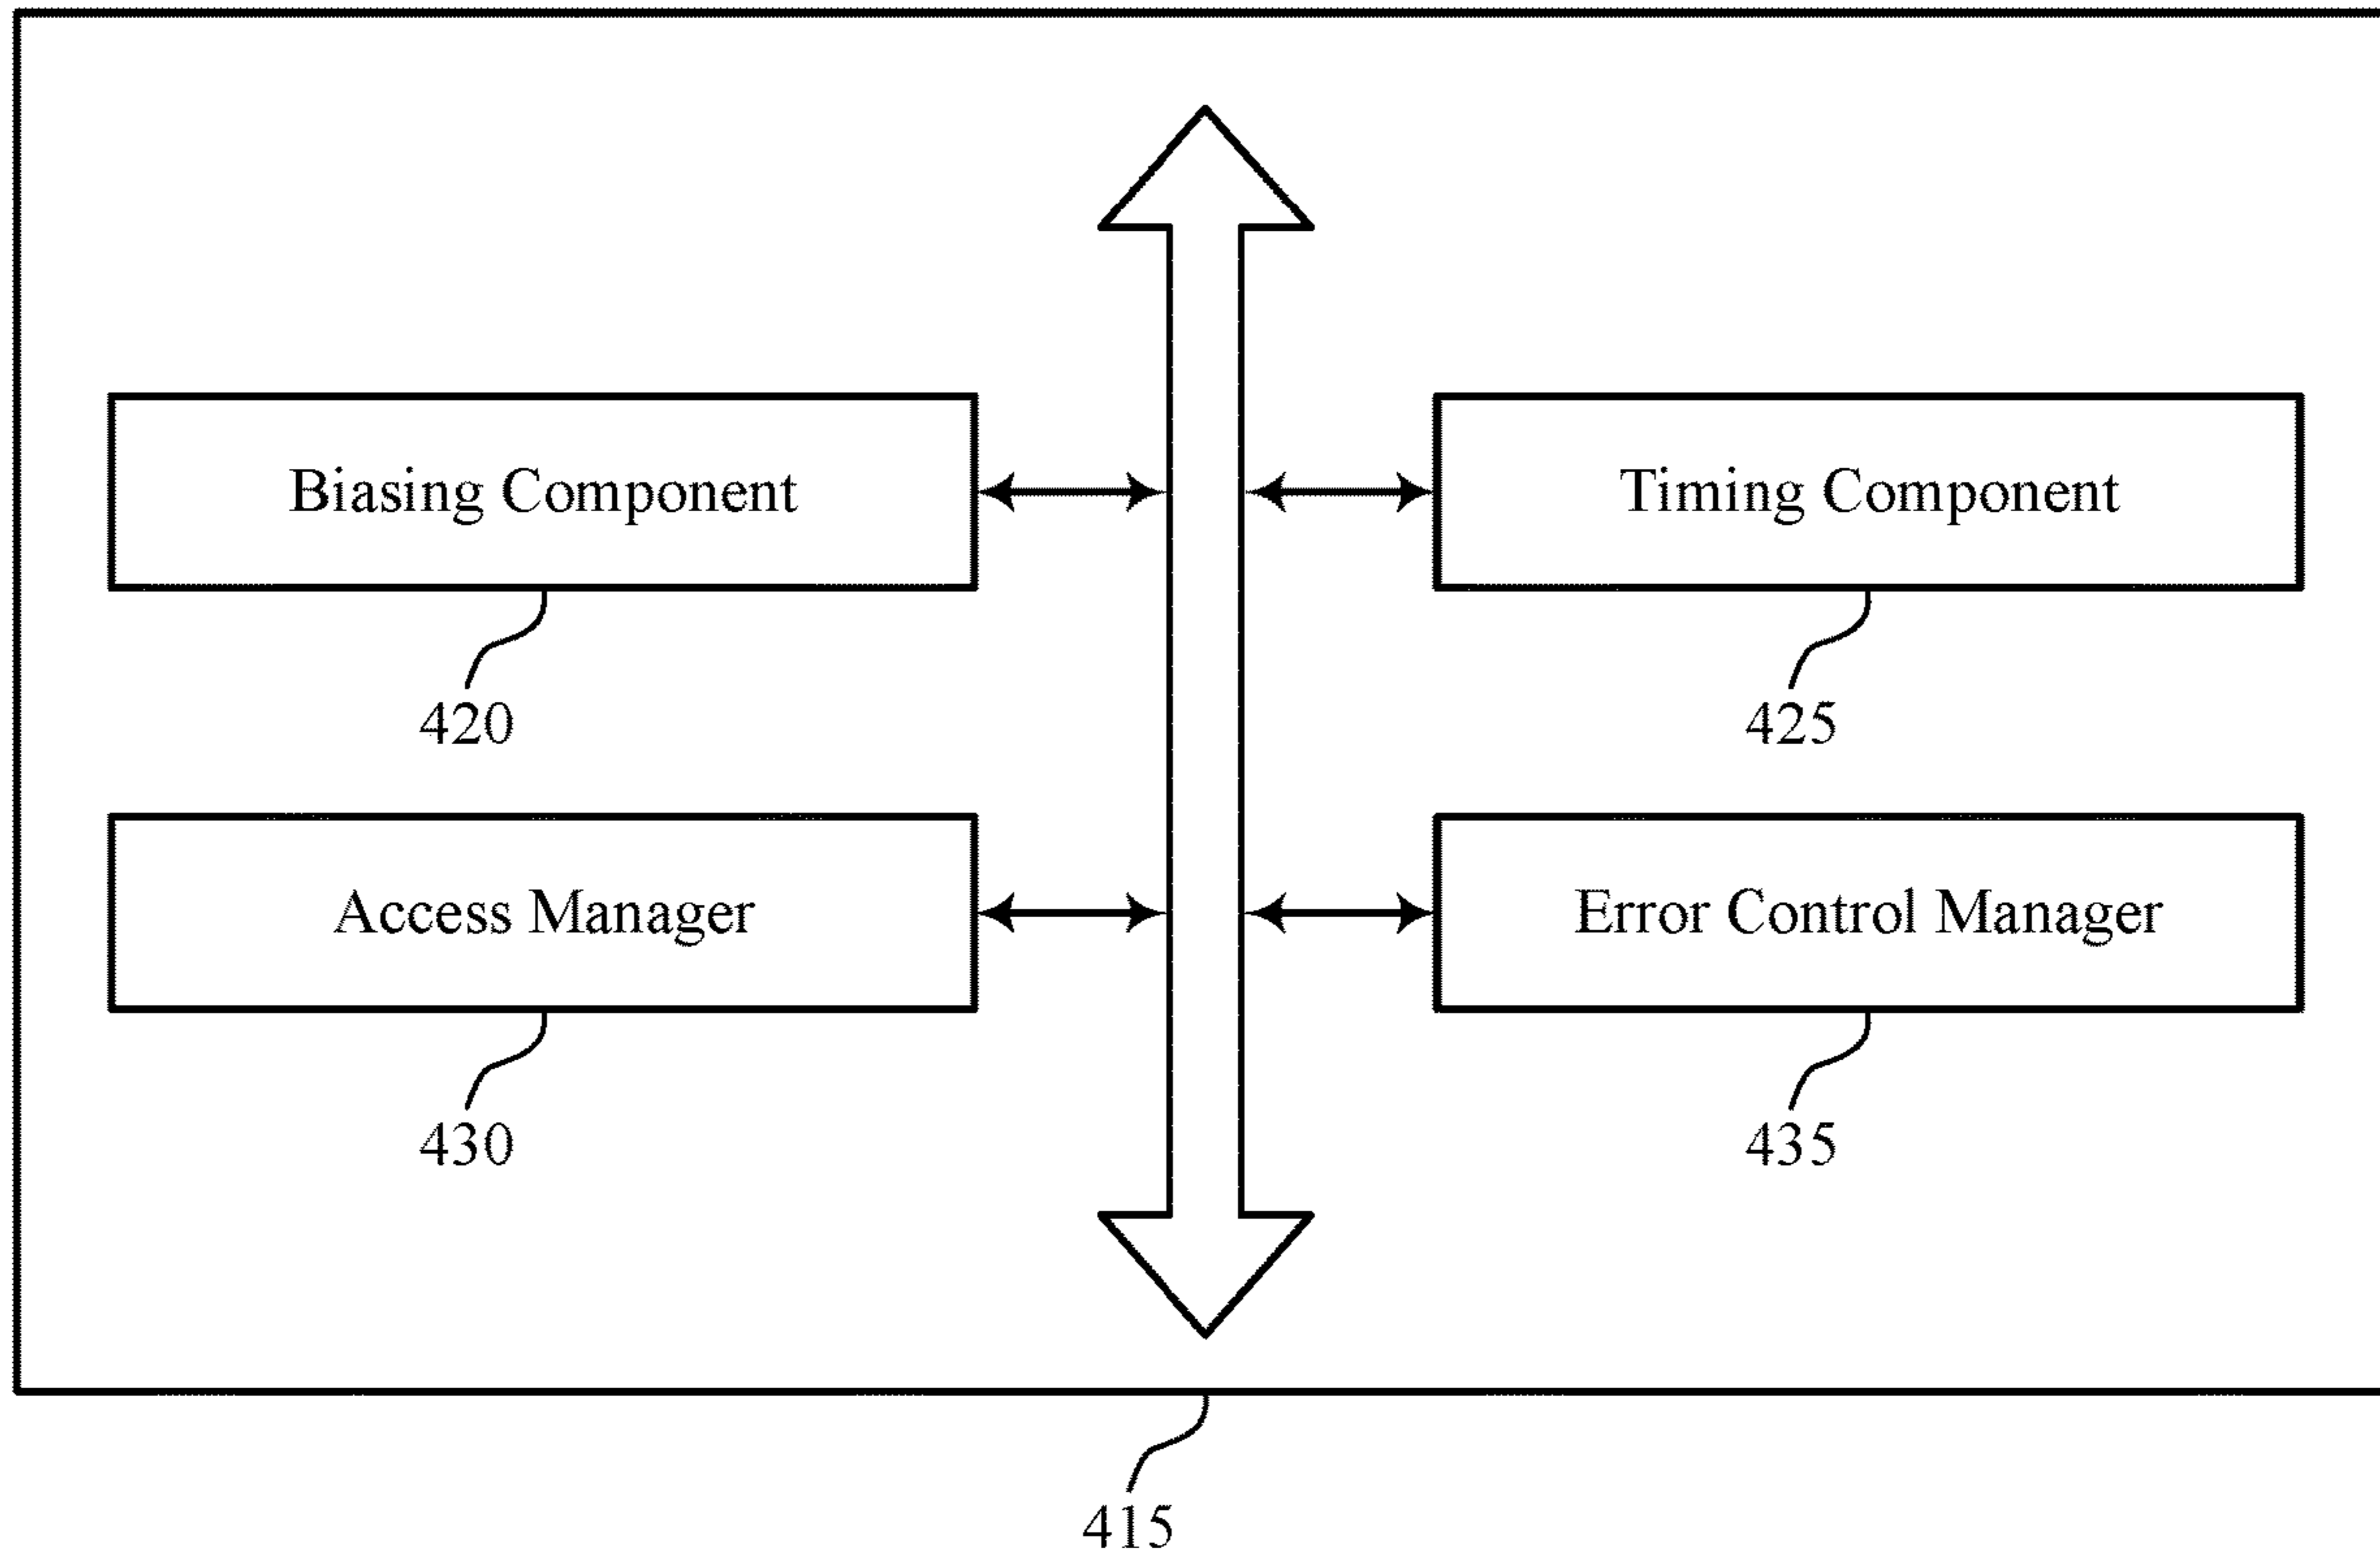 Biasing Component
Timing Component
420
425
Access Manager
Error Control Manager
430
435
415